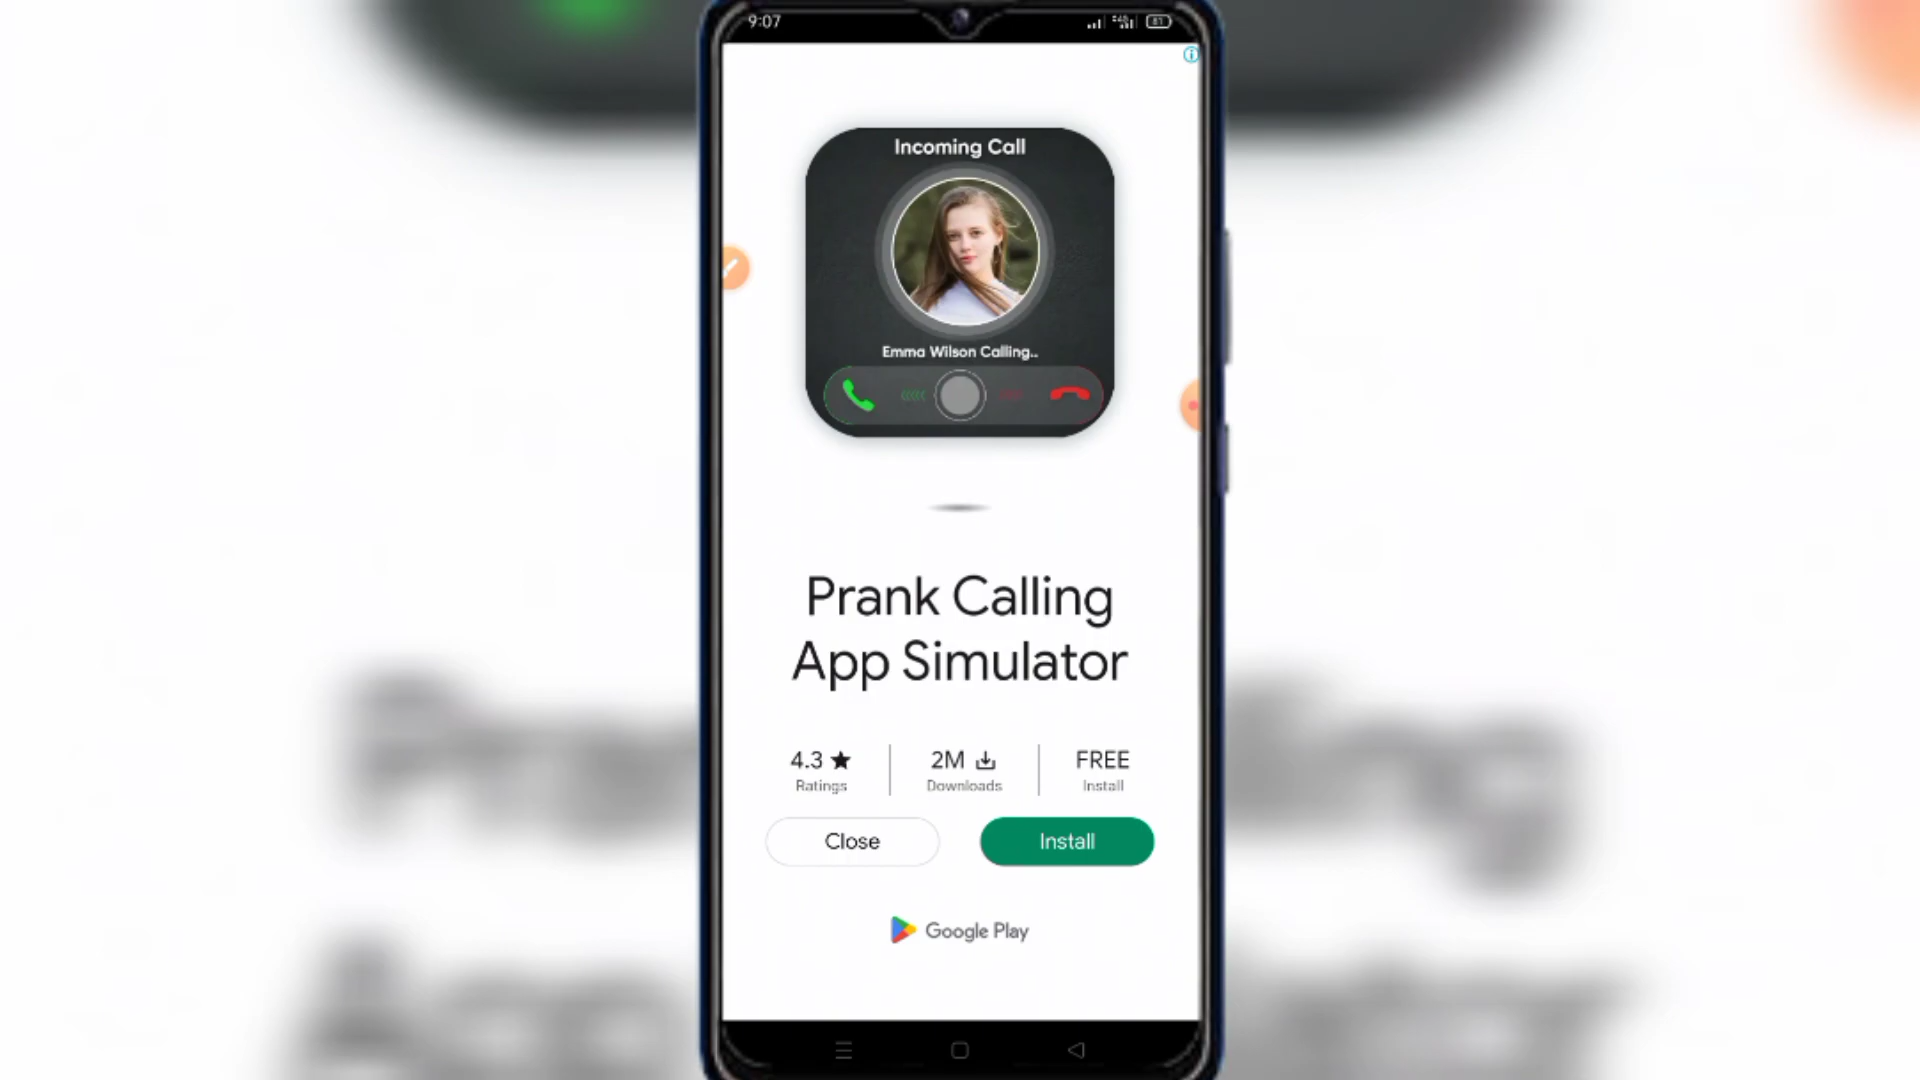 9:07
81
Incoming Call
Emma Wilson Calling..
Prank Calling
App Simulator
4.3 ★
Ratings
2M
Downloads
FREE
Install
Close
Install
Google Play